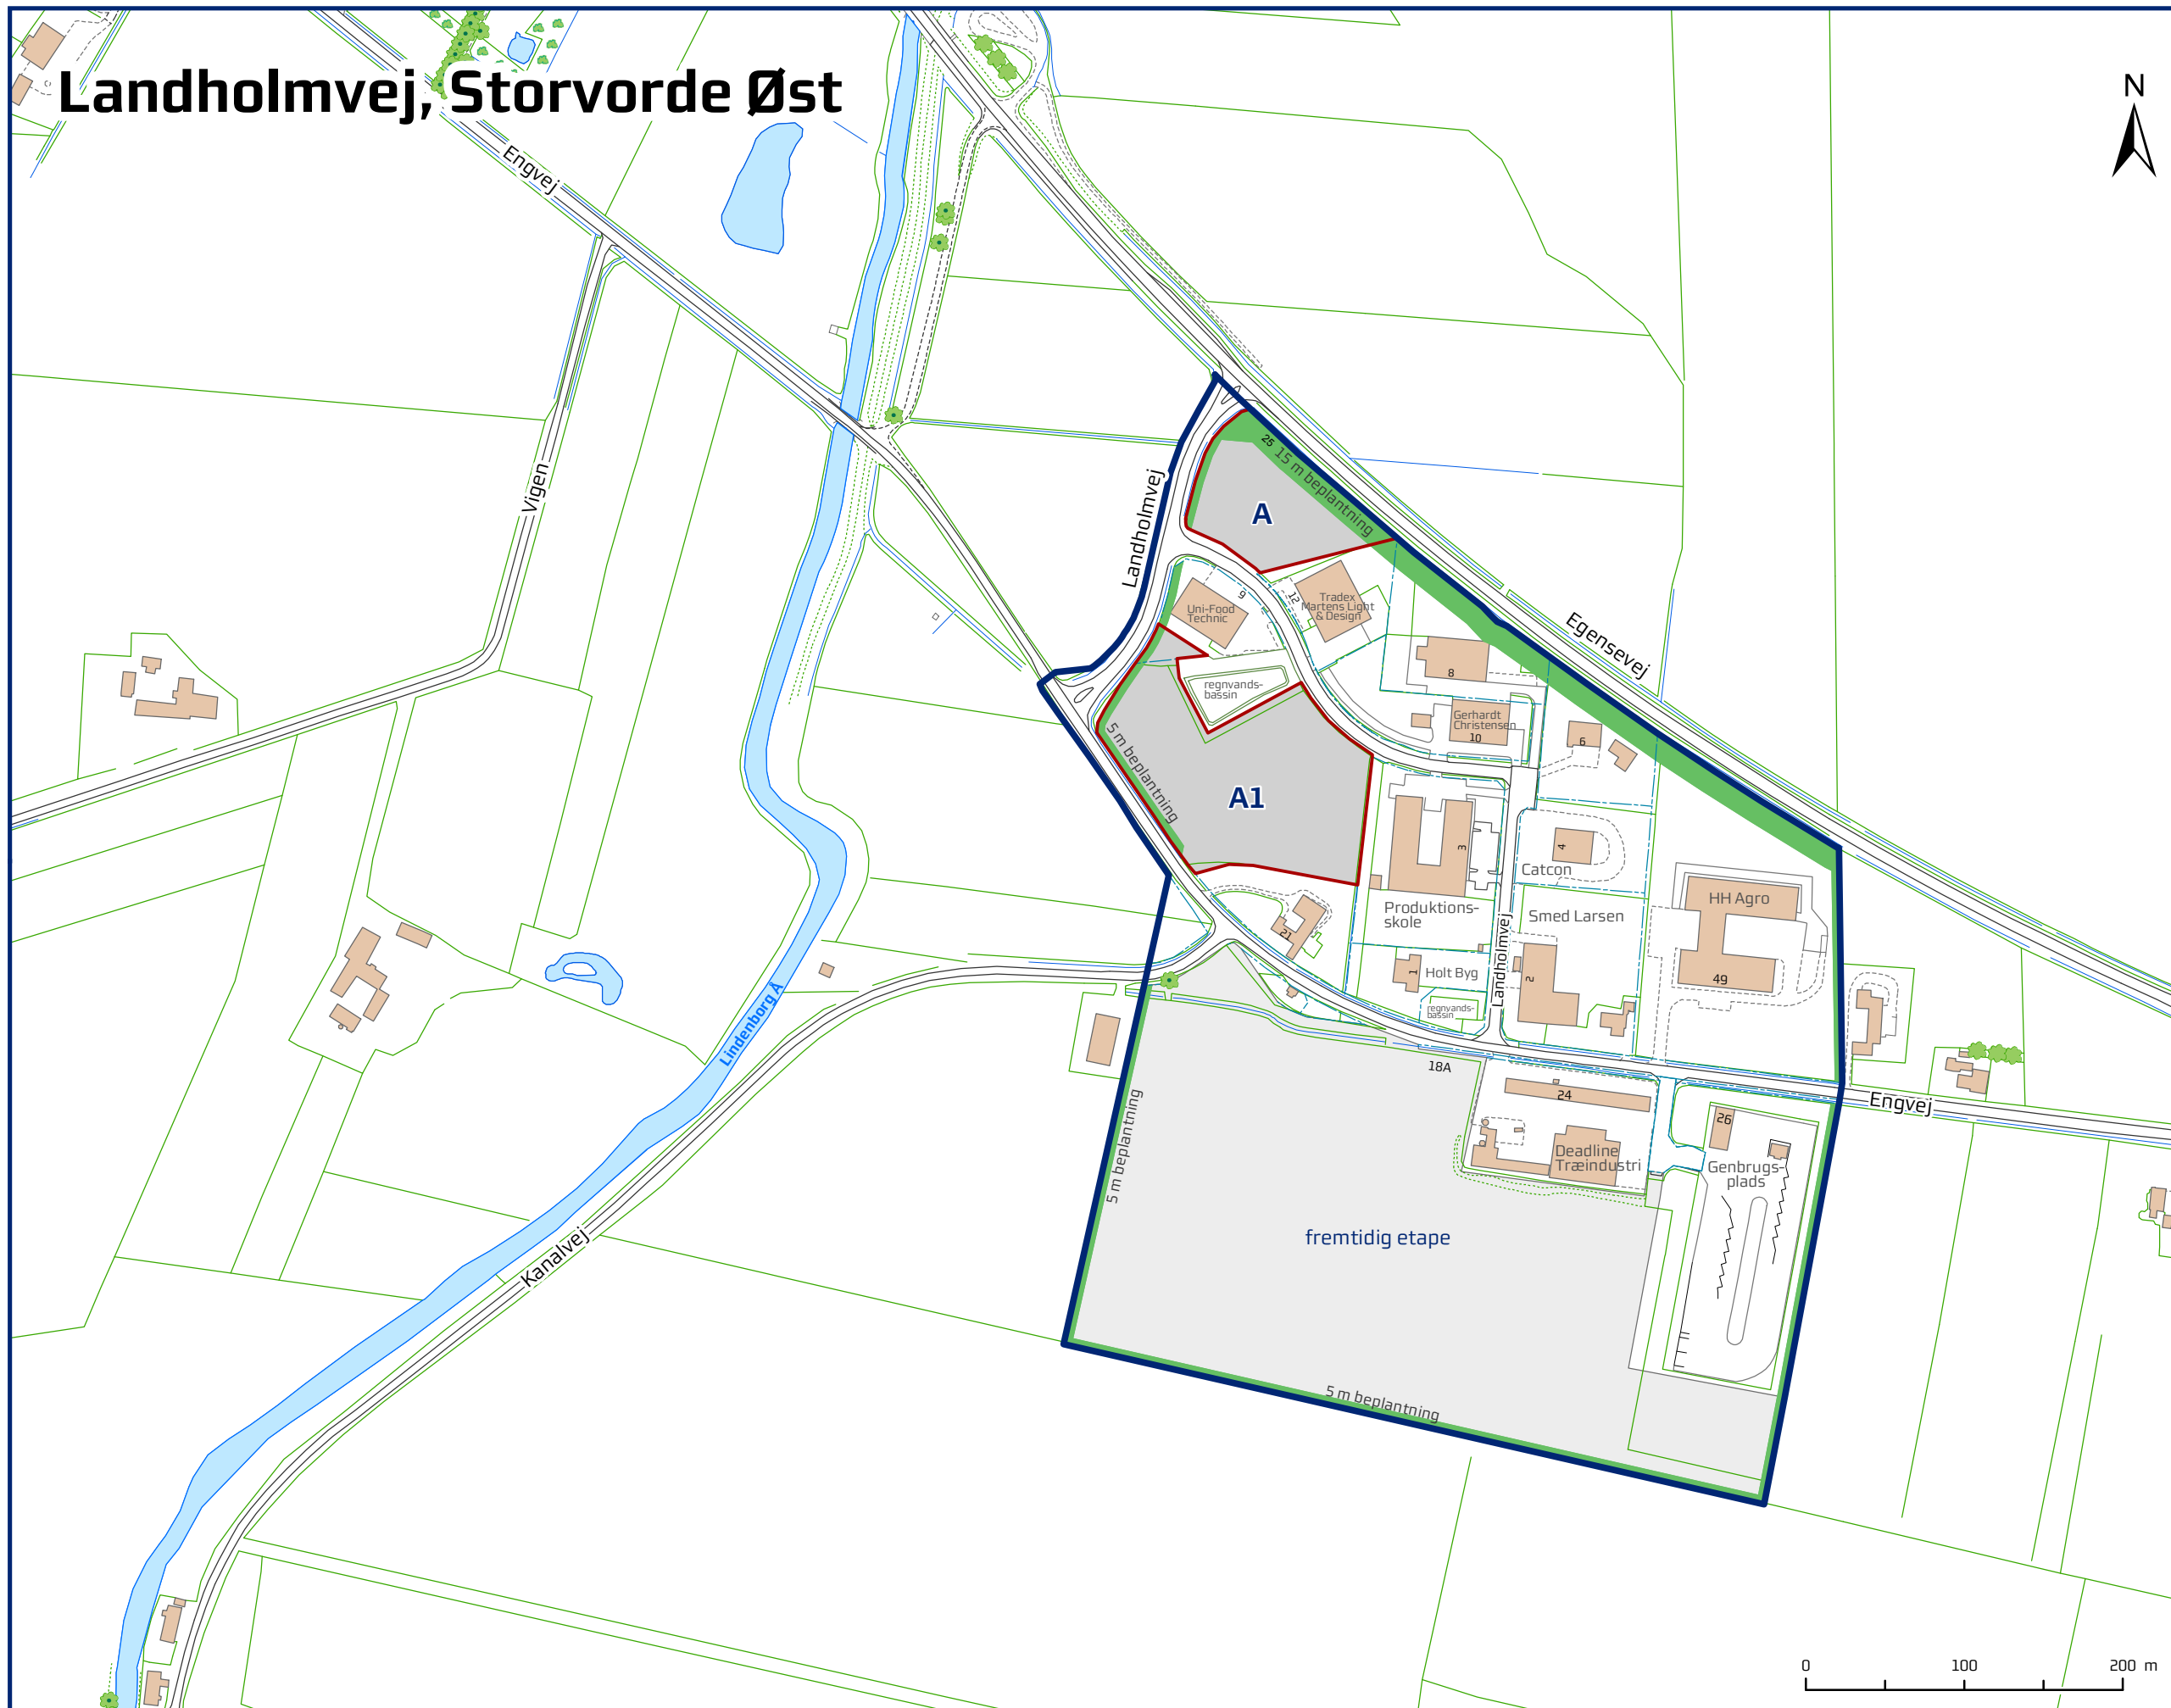 Landholmvej, Storvorde Øst
N
Engvej
Vigen
Landholmvej
25
15 m beplantning
A
Egensevej
Uni-Food
Technic
9
12
Tradex
Martens Light
& Design
8
regnvands-
bassin
Gerhardt
Christensen
10
6
5 m beplantning
A1
3
4
Catcon
Produktions-
skole
Smed Larsen
HH Agro
21
Landholmvej
1
Holt Byg
2
49
regnvands-
bassin
Lindenborg Å
18A
24
Engvej
26
Deadline
Træindustri
Genbrugs-
plads
5 m beplantning
Kanalvej
fremtidig etape
5 m beplantning
0 100 200 m